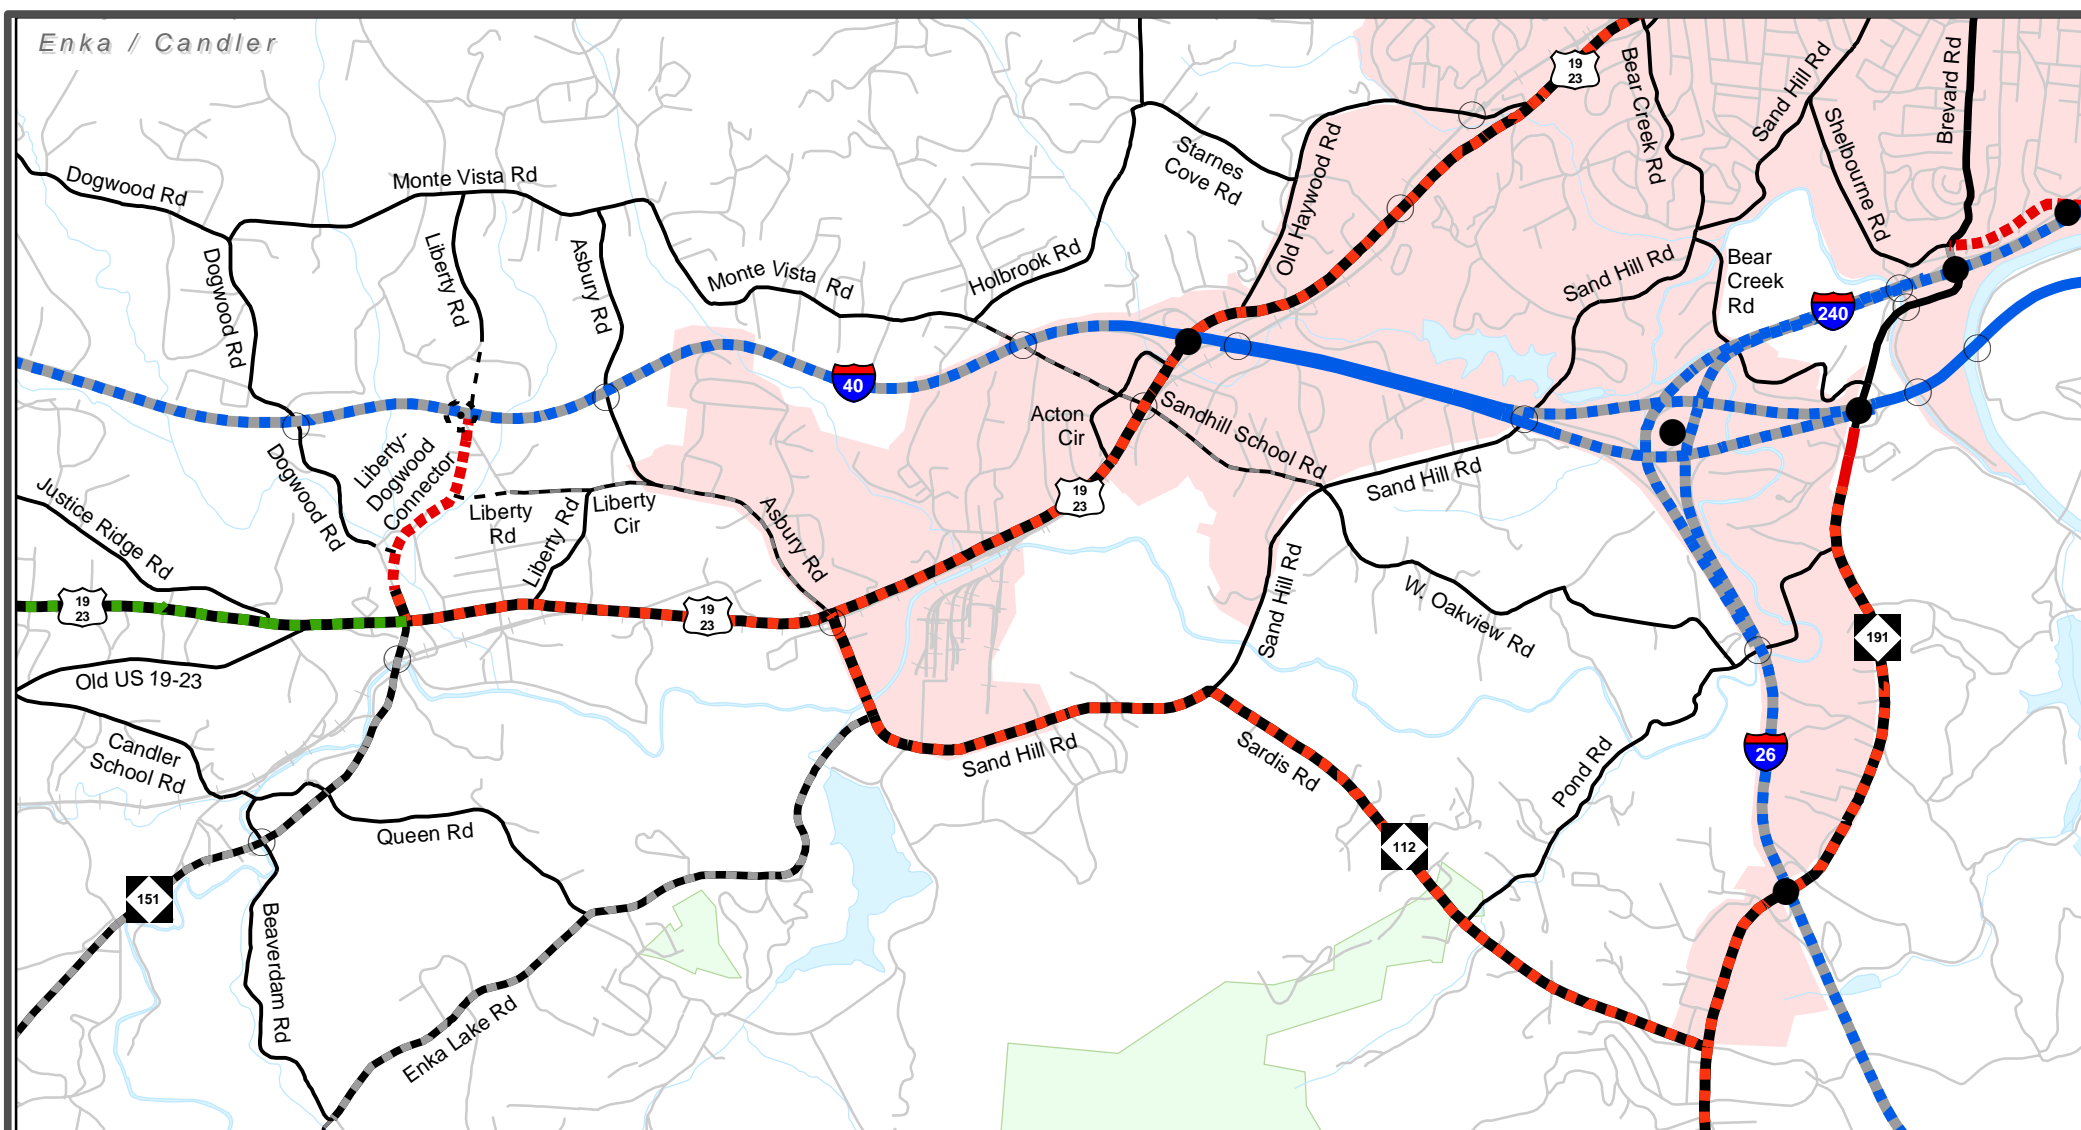 Enka / Candler
19
23
Bear Creek Rd
Sand Hill Rd
Brevard Rd
Shelbourne Rd
Starnes
Cove Rd
Old Haywood Rd
Dogwood Rd
Monte Vista Rd
Liberty Rd
Asbury Rd
Dogwood Rd
Monte Vista Rd
Holbrook Rd
Sand Hill Rd
Bear
Creek
Rd
240
40
Acton
Cir
Sandhill School Rd
Sand Hill Rd
Liberty-
Dogwood
Connector
Dogwood Rd
Justice Ridge Rd
Liberty
Rd
Liberty Rd
Liberty
Cir
Asbury Rd
19
23
19
23
19
23
Sand Hill Rd
W. Oakview Rd
191
Old US 19-23
Candler
School Rd
Sand Hill Rd
Sardis Rd
Pond Rd
26
Queen Rd
112
151
Beaverdam Rd
Enka Lake Rd